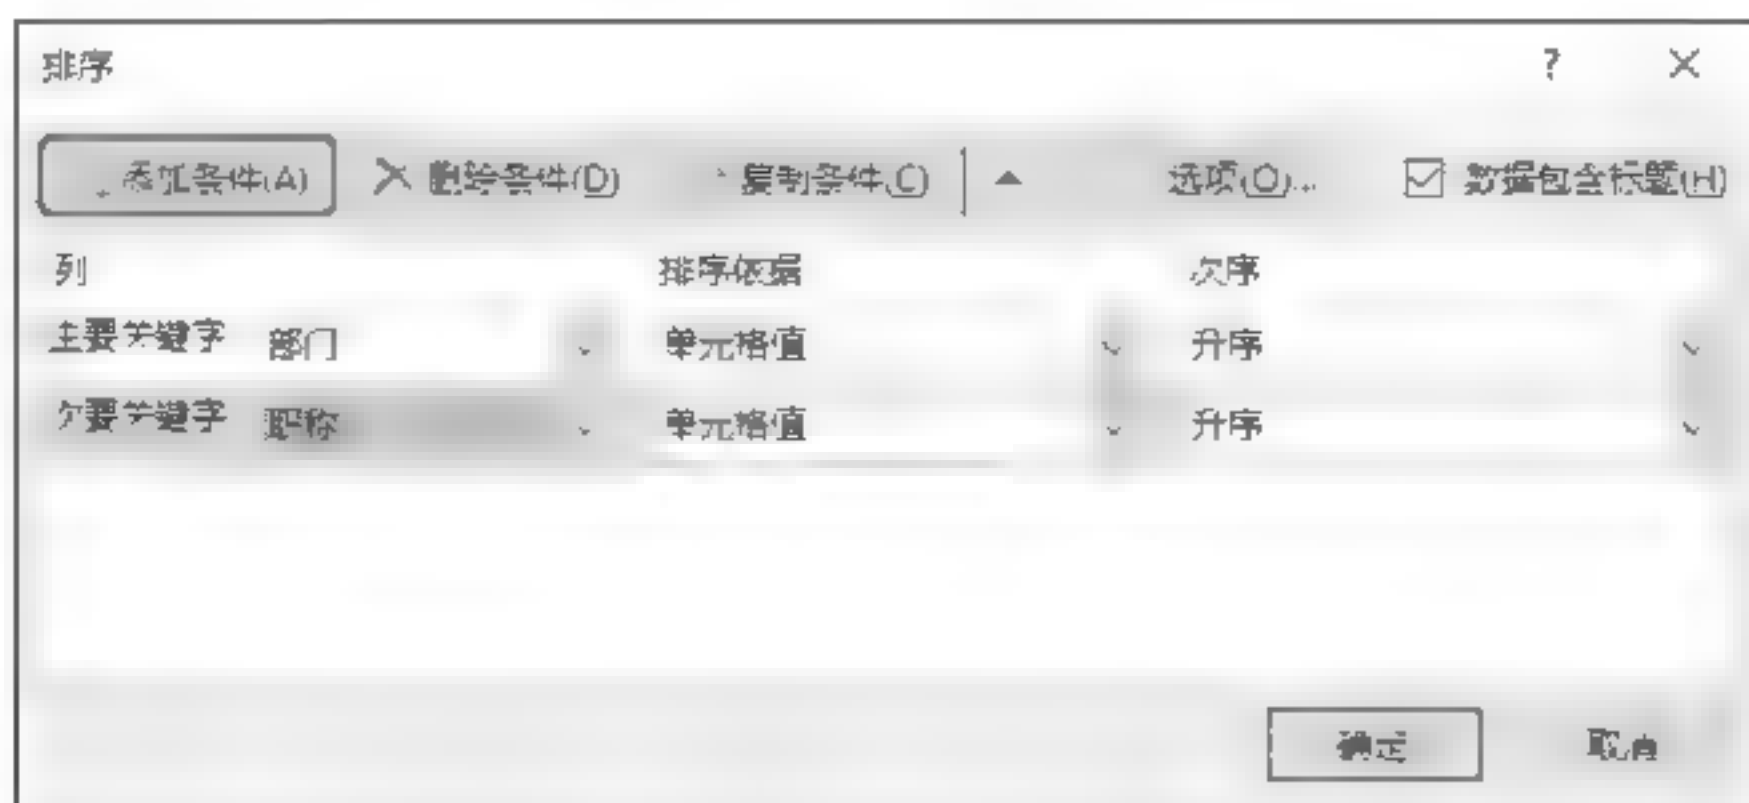 排序 ?
添加条件(A) 删除条件(D) 复制条件(C) 选项(O)... 数据包含标题(H)
列 排序依据 次序
主要关键字 部门 单元格值 升序
次要关键字 职称 单元格值 升序
确定 取消